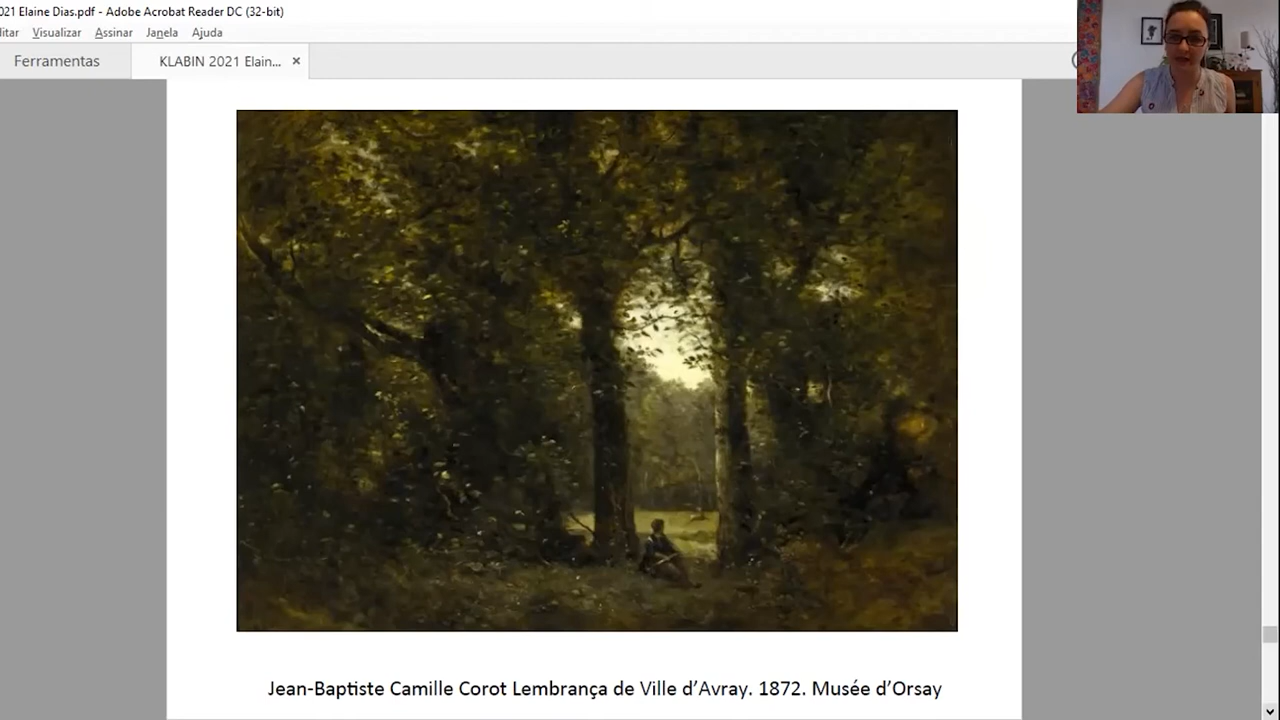 021 Elaine Dias.pdf - Adobe Acrobat Reader DC (32-bit)
itar Visualizar Assinar Janela Ajuda
Ferramentas KLABIN 2021 Elain... ×
Jean-Baptiste Camille Corot Lembrança de Ville d’Avray. 1872. Musée d’Orsay